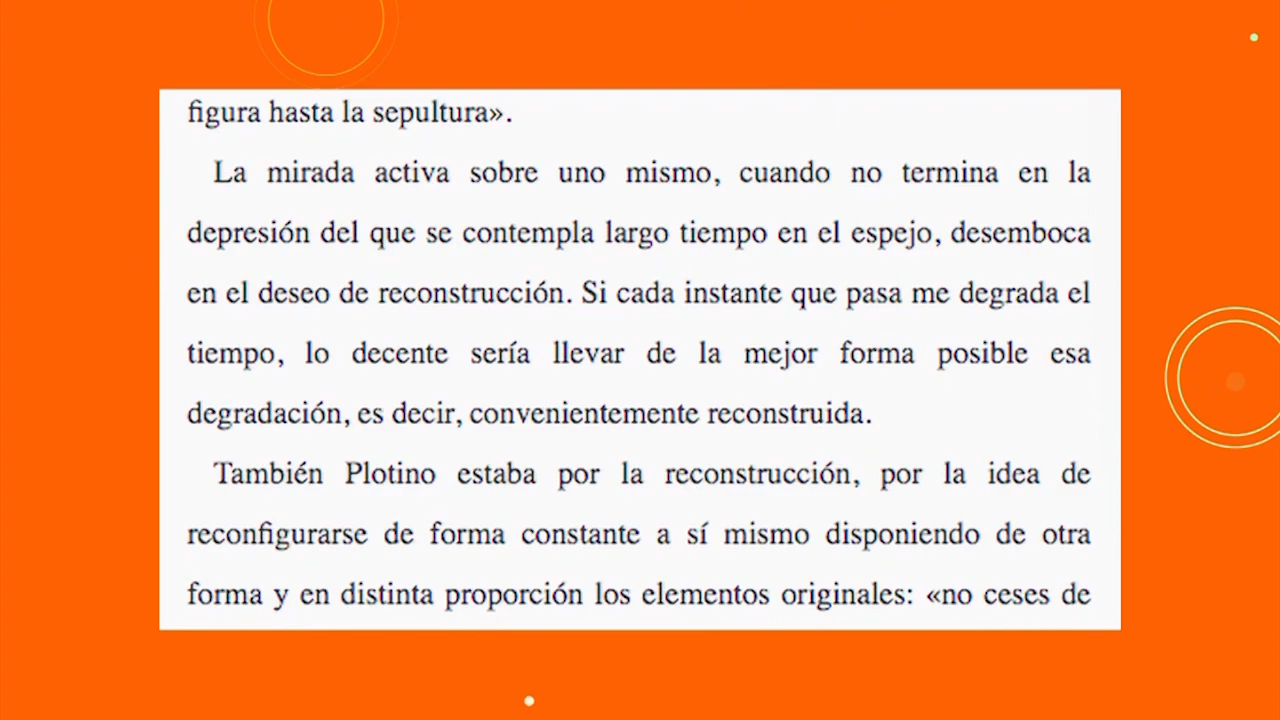 figura hasta la sepultura».
La mirada activa sobre uno mismo, cuando no termina en la
depresión del que se contempla largo tiempo en el espejo, desemboca
en el deseo de reconstrucción. Si cada instante que pasa me degrada el
tiempo, lo decente sería llevar de la mejor forma posible esa
degradación, es decir, convenientemente reconstruida.
También Plotino estaba por la reconstrucción, por la idea de
reconfigurarse de forma constante a sí mismo disponiendo de otra
forma y en distinta proporción los elementos originales: «no ceses de